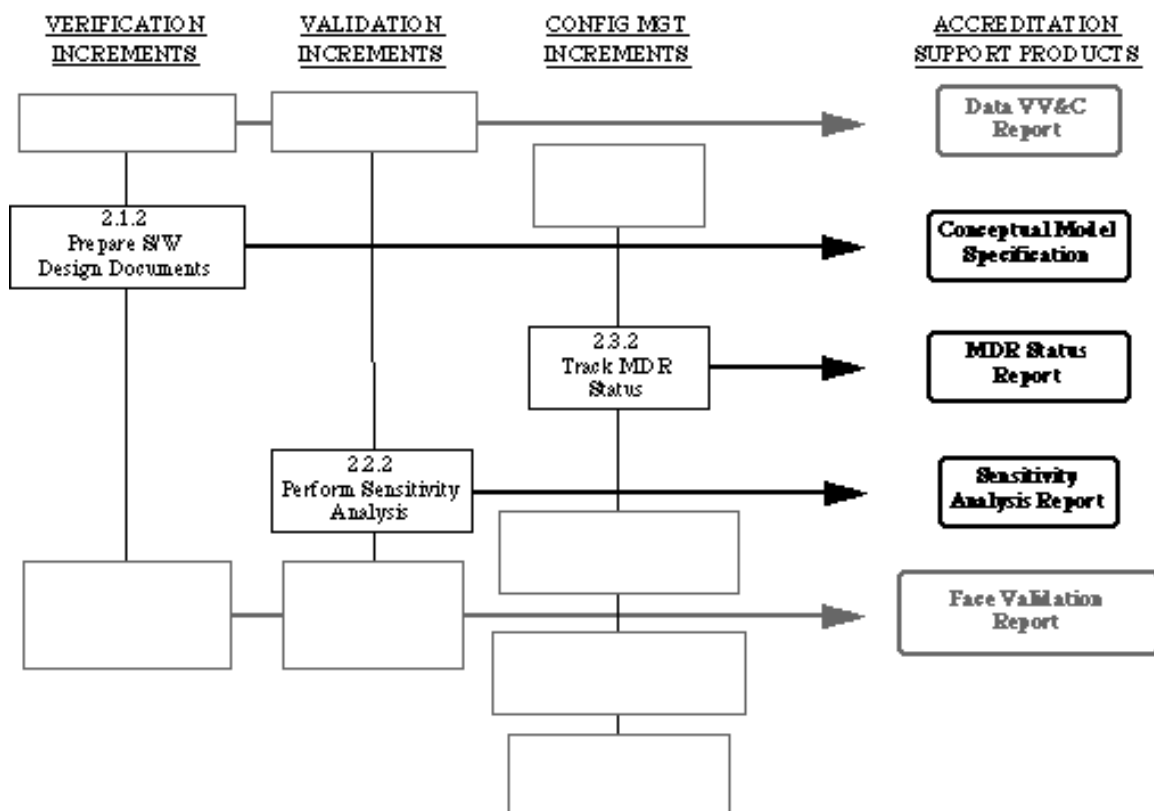 VERIFICATION
INCREMENTS
VALIDATION
INCREMENTS
CONFIG MGT
INCREMENTS
ACCREDITATION
SUPPORT PRODUCTS
Data VV&C
Report
2.1.2
Prepare S/W
Design Documents
Conceptual Model
Specification
2.3.2
Track MDR
Status
MDR Status
Report
2.2.2
Perform Sensitivity
Analysis
Sensitivity
Analysis Report
Face Validation
Report